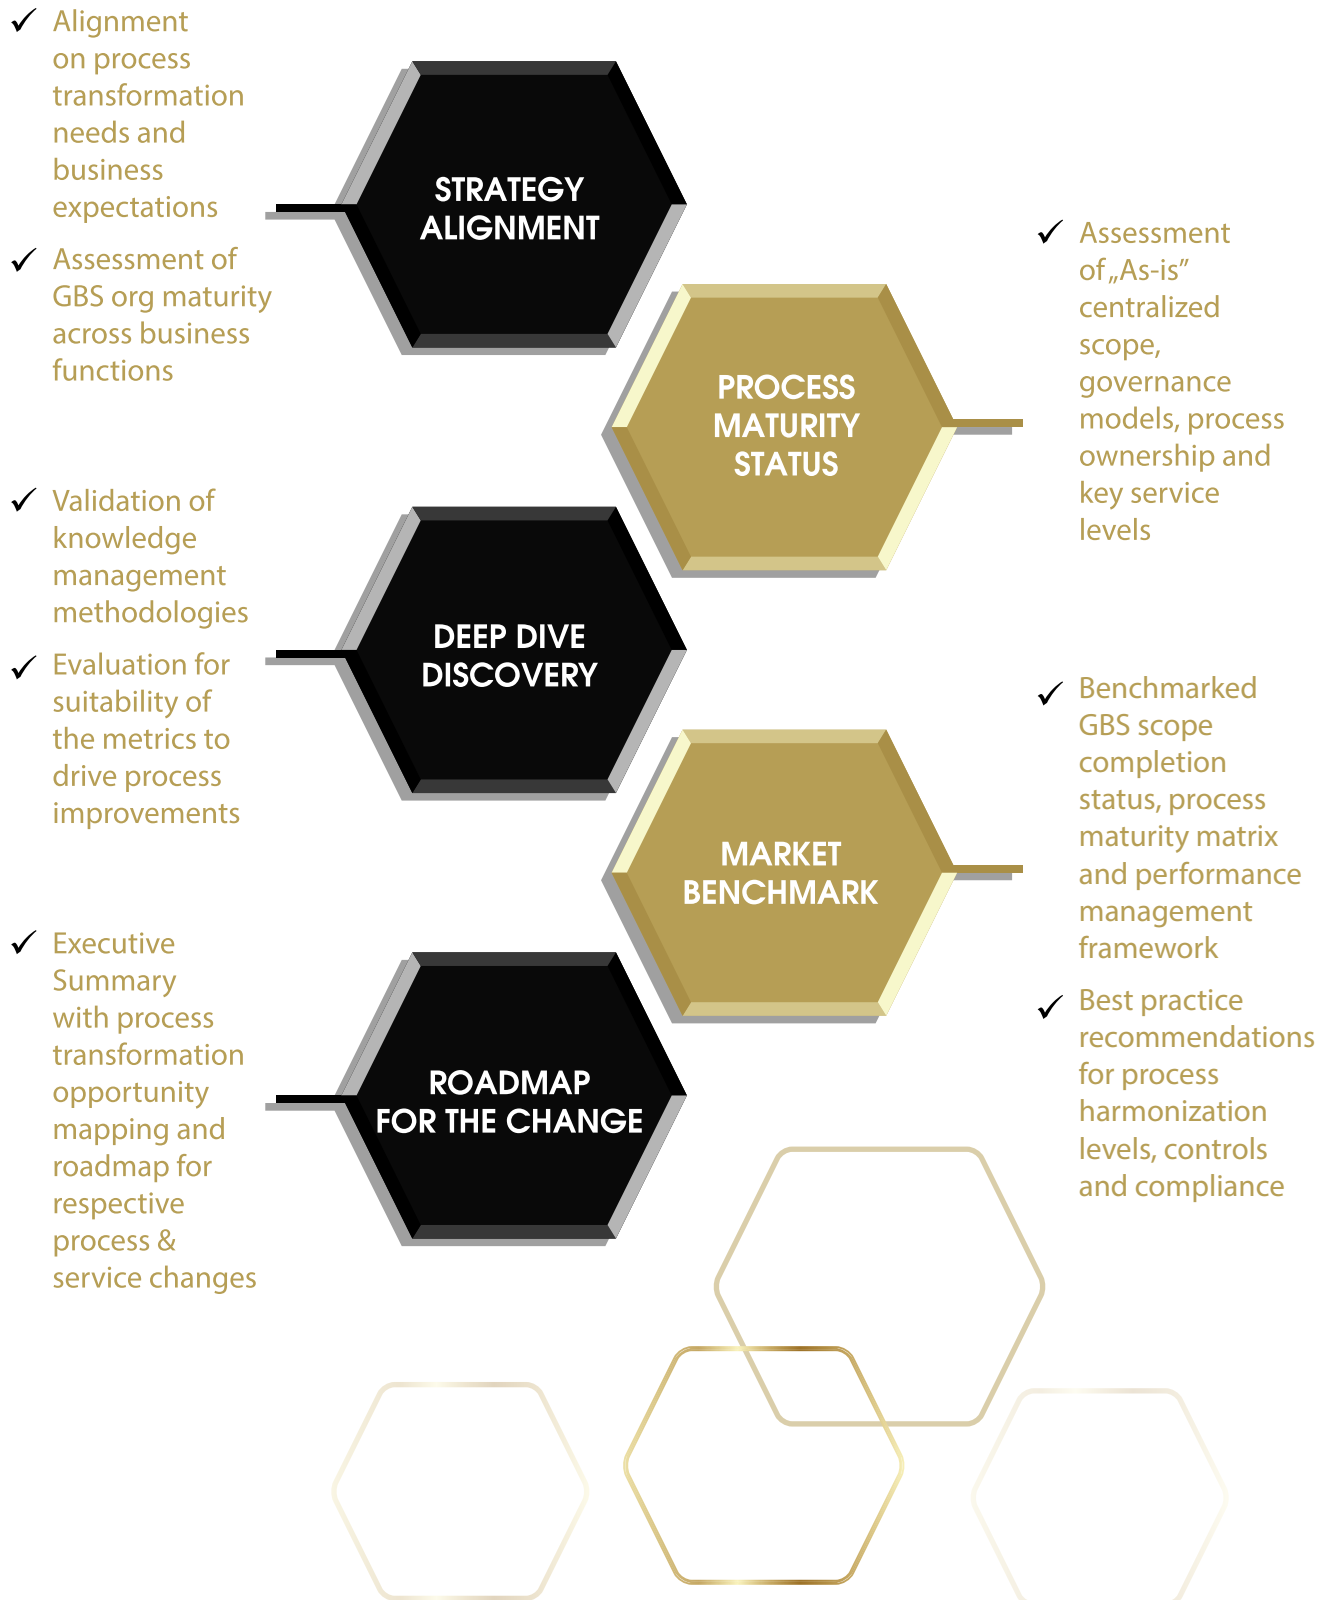 Alignment
on process
transformation
needs and
business
expectations
Assessment of
GBS org maturity
across business
functions
STRATEGY
ALIGNMENT
Assessment
of „As-is”
centralized
scope,
governance
models, process
ownership and
key service
levels
PROCESS
MATURITY
STATUS
Validation of
knowledge
management
methodologies
Evaluation for
suitability of
the metrics to
drive process
improvements
DEEP DIVE
DISCOVERY
Benchmarked
GBS scope
completion
status, process
maturity matrix
and performance
management
framework
Best practice
recommendations
for process
harmonization
levels, controls
and compliance
MARKET
BENCHMARK
Executive
Summary
with process
transformation
opportunity
mapping and
roadmap for
respective
process &
service changes
ROADMAP
FOR THE CHANGE